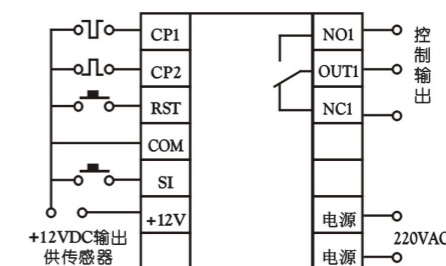 CP1
CP2
RST
COM
SI
+12V
+12VDC输出
供传感器
NO1
OUT1
NC1
电源
电源
控制输出
220VAC